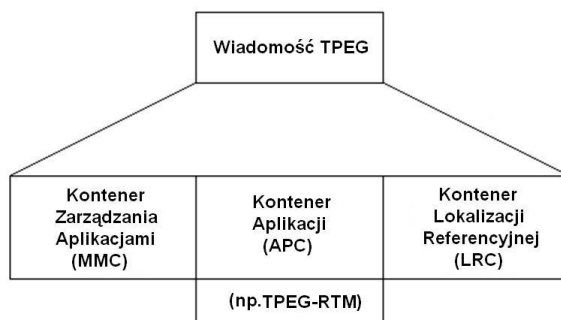 Wiadomość TPEG
Kontener
Zarządzania
Aplikacjami
(MMC)
Kontener
Aplikacji
(APC)
Kontener
Lokalizacji
Referencyjnej
(LRC)
(np.TPEG-RTM)